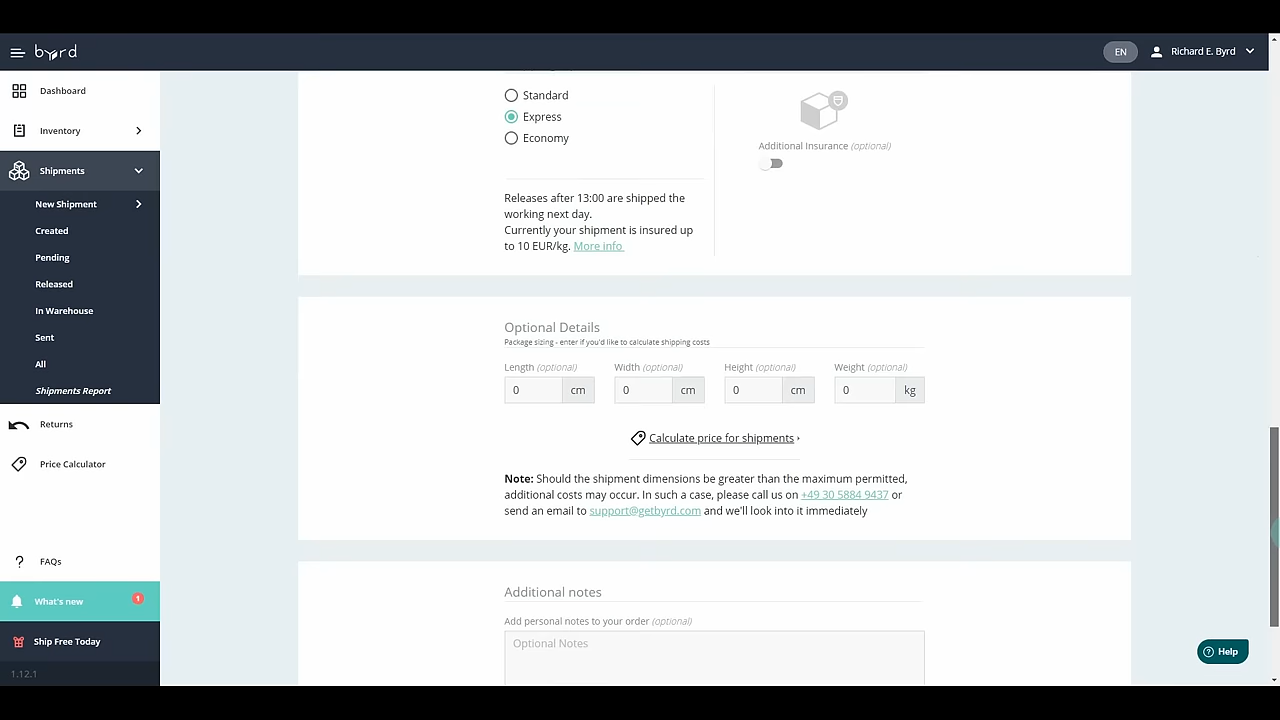 byrd
EN
Richard E. Byrd
Dashboard
Inventory
Shipments
New Shipment
Created
Pending
Released
In Warehouse
Sent
All
Shipments Report
Returns
Price Calculator
FAQs
What's new
1
Ship Free Today
1.12.1
Standard
Express
Economy
Releases after 13:00 are shipped the
working next day.
Currently your shipment is insured up
to 10 EUR/kg. More info
Additional Insurance (optional)
Optional Details
Package sizing - enter if you'd like to calculate shipping costs
Length (optional)
Width (optional)
Height (optional)
Weight (optional)
0 cm
0 cm
0 cm
0 kg
Calculate price for shipments
Note: Should the shipment dimensions be greater than the maximum permitted,
additional costs may occur. In such a case, please call us on +49 30 5884 9437 or
send an email to support@getbyrd.com and we'll look into it immediately
Additional notes
Add personal notes to your order (optional)
Optional Notes
Help